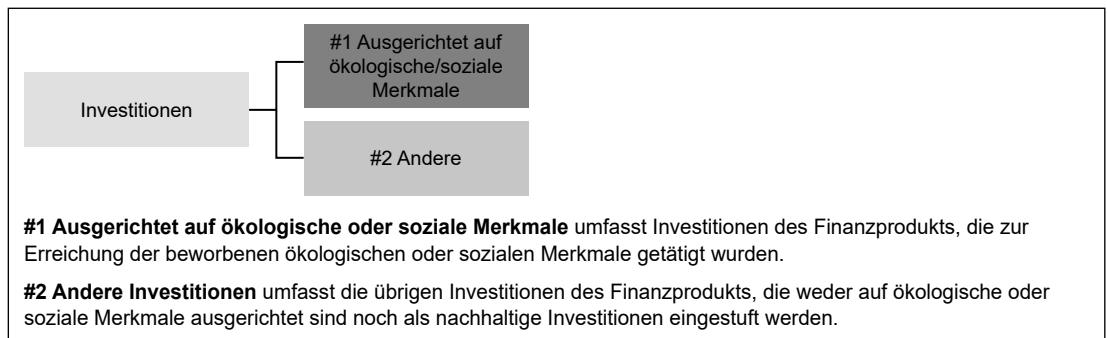 #1 Ausgerichtet auf
ökologische/soziale
Merkmale
Investitionen
#2 Andere
#1 Ausgerichtet auf ökologische oder soziale Merkmale umfasst Investitionen des Finanzprodukts, die zur
Erreichung der beworbenen ökologischen oder sozialen Merkmale getätigt wurden.
#2 Andere Investitionen umfasst die übrigen Investitionen des Finanzprodukts, die weder auf ökologische oder
soziale Merkmale ausgerichtet sind noch als nachhaltige Investitionen eingestuft werden.